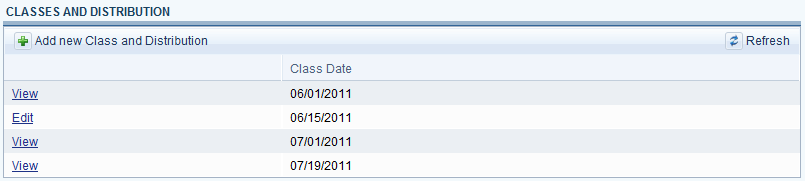 CLASSES AND DISTRIBUTION
Add new Class and Distribution Refresh
Class Date
View 06/01/2011
Edit 06/15/2011
View 07/01/2011
View 07/19/2011